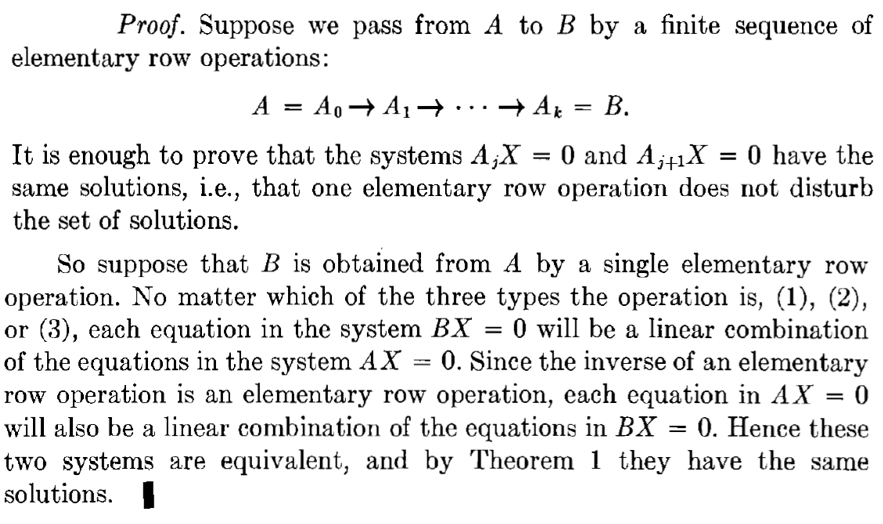 Proof. Suppose we pass from A to B by a finite sequence of
elementary row operations:
A = A₀ → A₁ → ··· → Aₖ = B.
It is enough to prove that the systems AⱼX = 0 and Aⱼ₊₁X = 0 have the
same solutions, i.e., that one elementary row operation does not disturb
the set of solutions.
So suppose that B is obtained from A by a single elementary row
operation. No matter which of the three types the operation is, (1), (2),
or (3), each equation in the system BX = 0 will be a linear combination
of the equations in the system AX = 0. Since the inverse of an elementary
row operation is an elementary row operation, each equation in AX = 0
will also be a linear combination of the equations in BX = 0. Hence these
two systems are equivalent, and by Theorem 1 they have the same
solutions. ▮